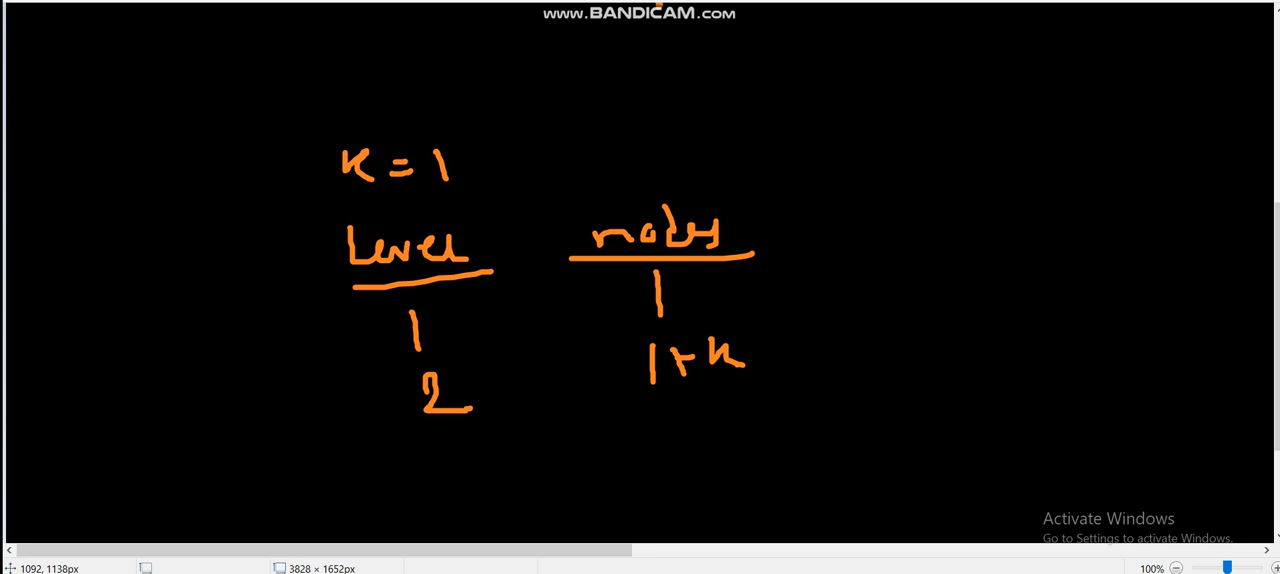 www.BANDICAM.com
K = 1
Level nodes
1 1
2 1+K
Activate Windows
Go to Settings to activate Windows.
1092, 1138px 3828 × 1652px 100%